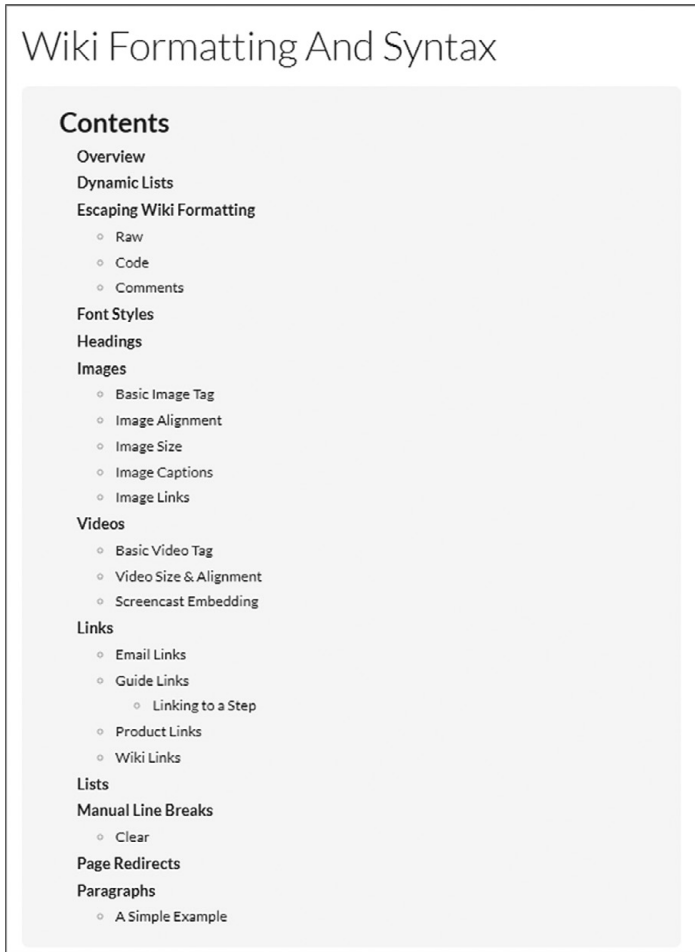 Wiki Formatting And Syntax
Contents
Overview
Dynamic Lists
Escaping Wiki Formatting
Raw
Code
Comments
Font Styles
Headings
Images
Basic Image Tag
Image Alignment
Image Size
Image Captions
Image Links
Videos
Basic Video Tag
Video Size & Alignment
Screencast Embedding
Links
Email Links
Guide Links
Linking to a Step
Product Links
Wiki Links
Lists
Manual Line Breaks
Clear
Page Redirects
Paragraphs
A Simple Example